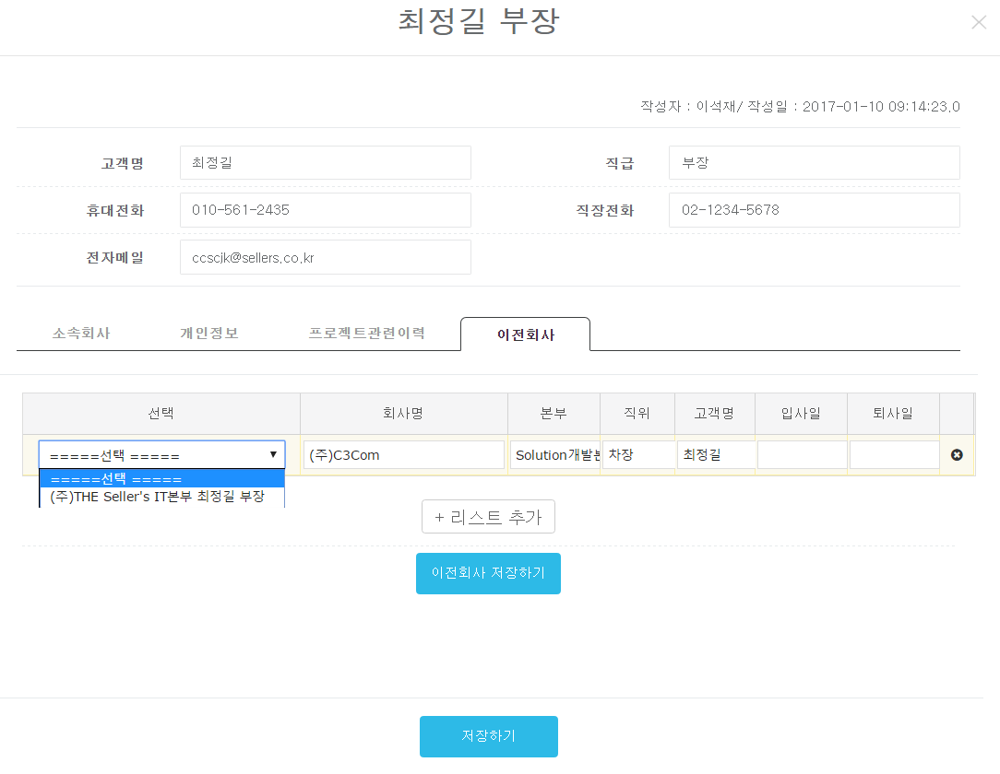 최정길 부장
작성자 : 이석재/ 작성일 : 2017-01-10 09:14:23.0
고객명 최정길 직급 부장
휴대전화 010-561-2435 직장전화 02-1234-5678
전자메일 ccscjk@sellers.co.kr
소속회사 개인정보 프로젝트관련이력 이전회사
선택 회사명 본부 직위 고객명 입사일 퇴사일
=====선택 ===== (주)C3Com Solution개발 차장 최정길
=====선택 =====
(주)THE Seller's IT본부 최정길 부장
+ 리스트 추가
이전회사 저장하기
저장하기